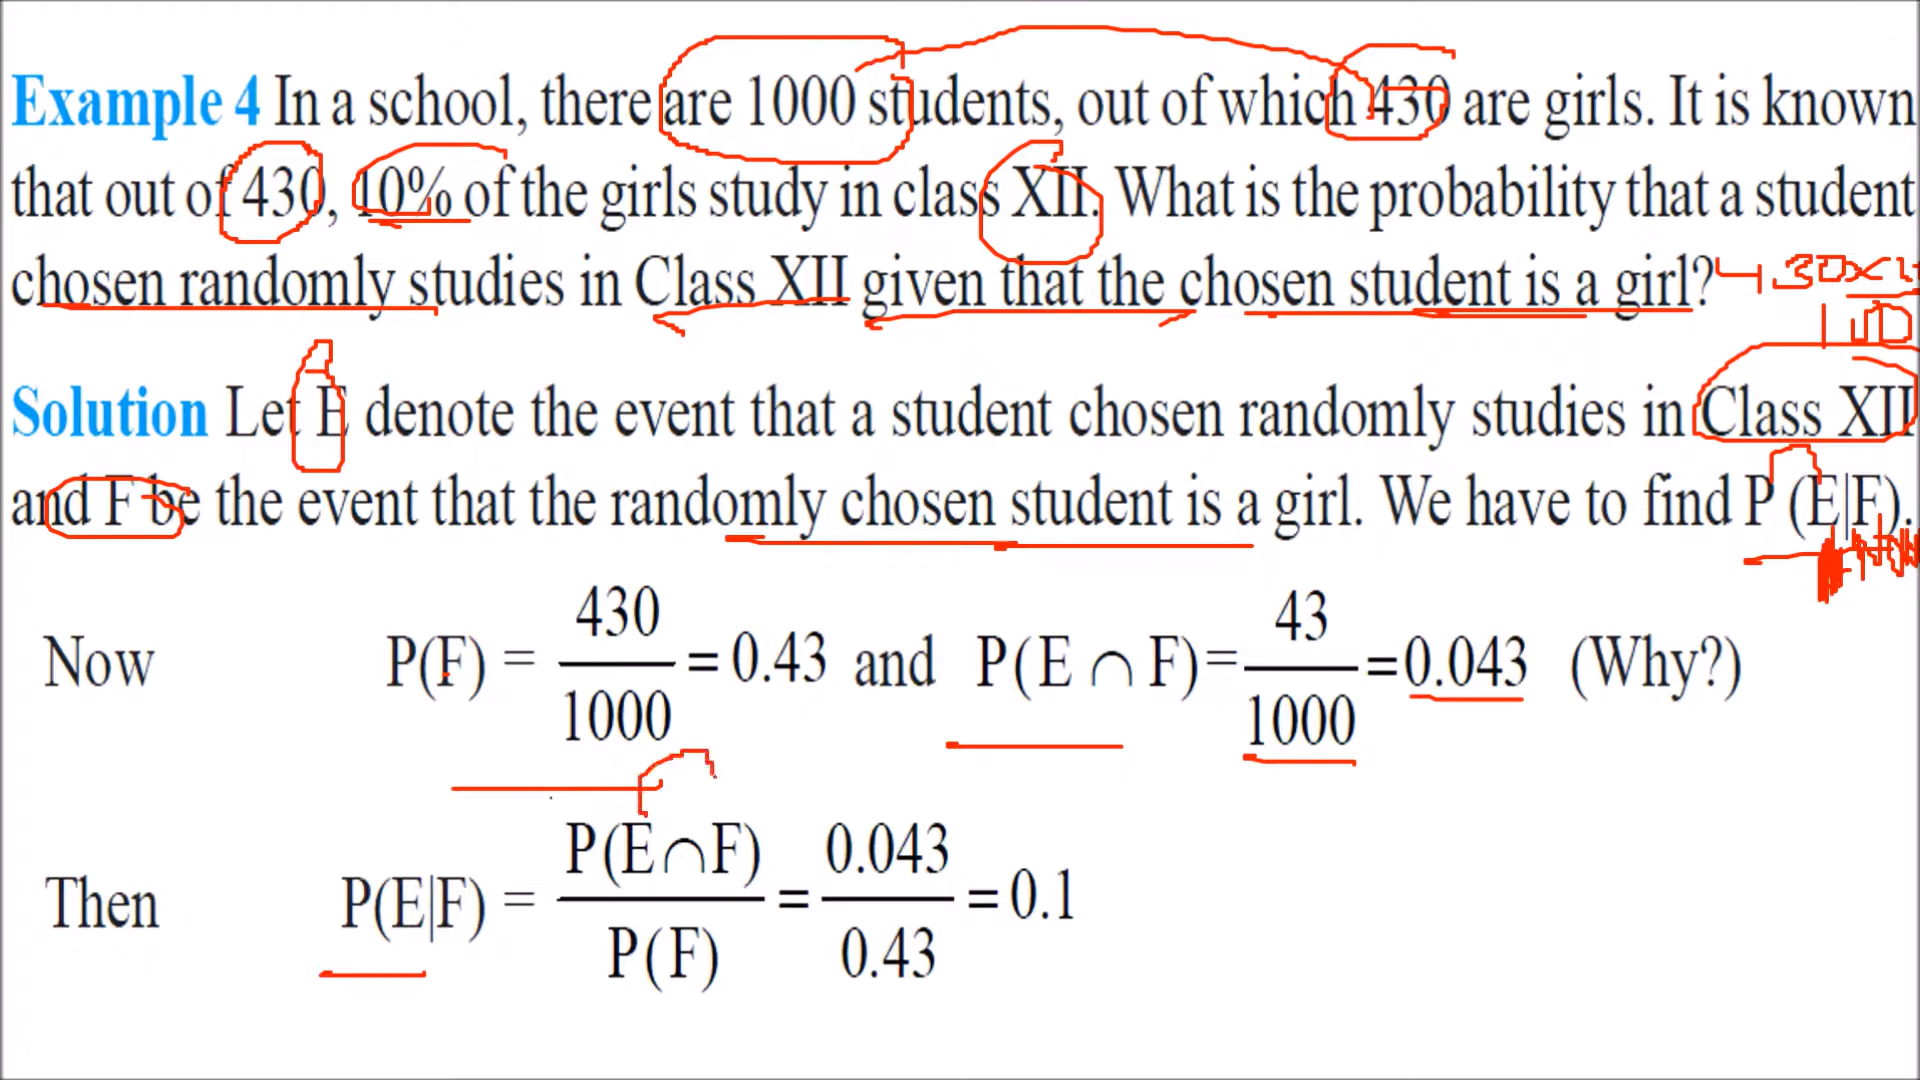 Example 4 In a school, there are 1000 students, out of which 430 are girls. It is known
that out of 430, 10% of the girls study in class XII. What is the probability that a student
chosen randomly studies in Class XII given that the chosen student is a girl?
Solution Let E denote the event that a student chosen randomly studies in Class XII
and F be the event that the randomly chosen student is a girl. We have to find P (E|F).
Now P(F) = 430/1000 = 0.43 and P(E ∩ F) = 43/1000 = 0.043 (Why?)
Then P(E|F) = P(E∩F)/P(F) = 0.043/0.43 = 0.1